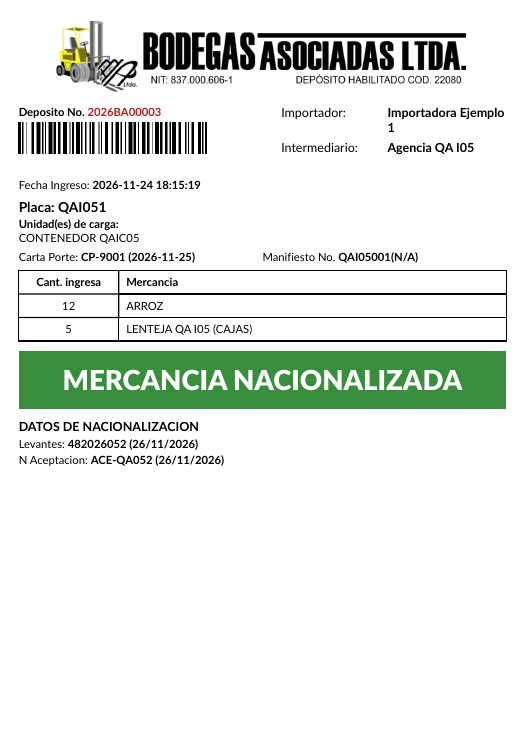 BODEGAS ASOCIADAS LTDA.
Ltda.
NIT: 837.000.606-1 DEPÓSITO HABILITADO COD. 22080
Deposito No. 2026BA00003
Importador: Importadora Ejemplo 1
Intermediario: Agencia QA I05
Fecha Ingreso: 2026-11-24 18:15:19
Placa: QAI051
Unidad(es) de carga:
CONTENEDOR QAIC05
Carta Porte: CP-9001 (2026-11-25) Manifiesto No. QAI05001(N/A)
Cant. ingresa Mercancia
12 ARROZ
5 LENTEJA QA I05 (CAJAS)
MERCANCIA NACIONALIZADA
DATOS DE NACIONALIZACION
Levantes: 482026052 (26/11/2026)
N Aceptacion: ACE-QA052 (26/11/2026)